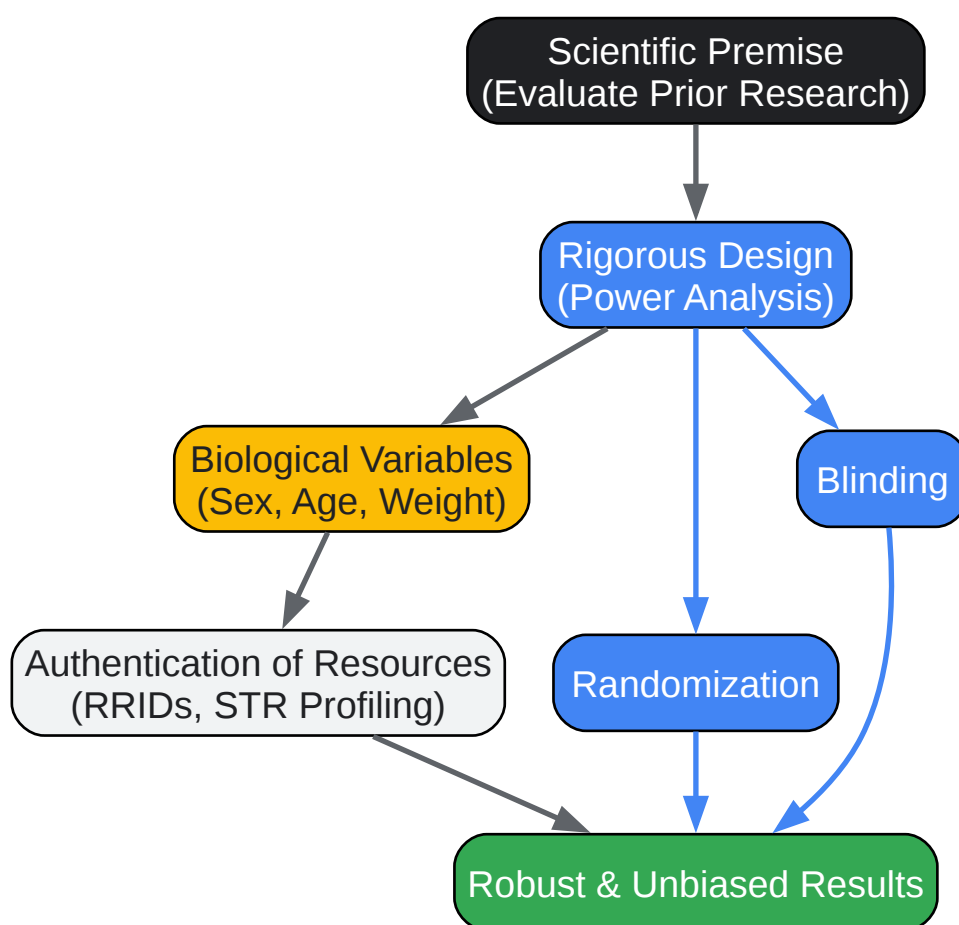 Scientific Premise
(Evaluate Prior Research)
Rigorous Design
(Power Analysis)
Biological Variables
(Sex, Age, Weight)
Blinding
Authentication of Resources
(RRIDs, STR Profiling)
Randomization
Robust & Unbiased Results